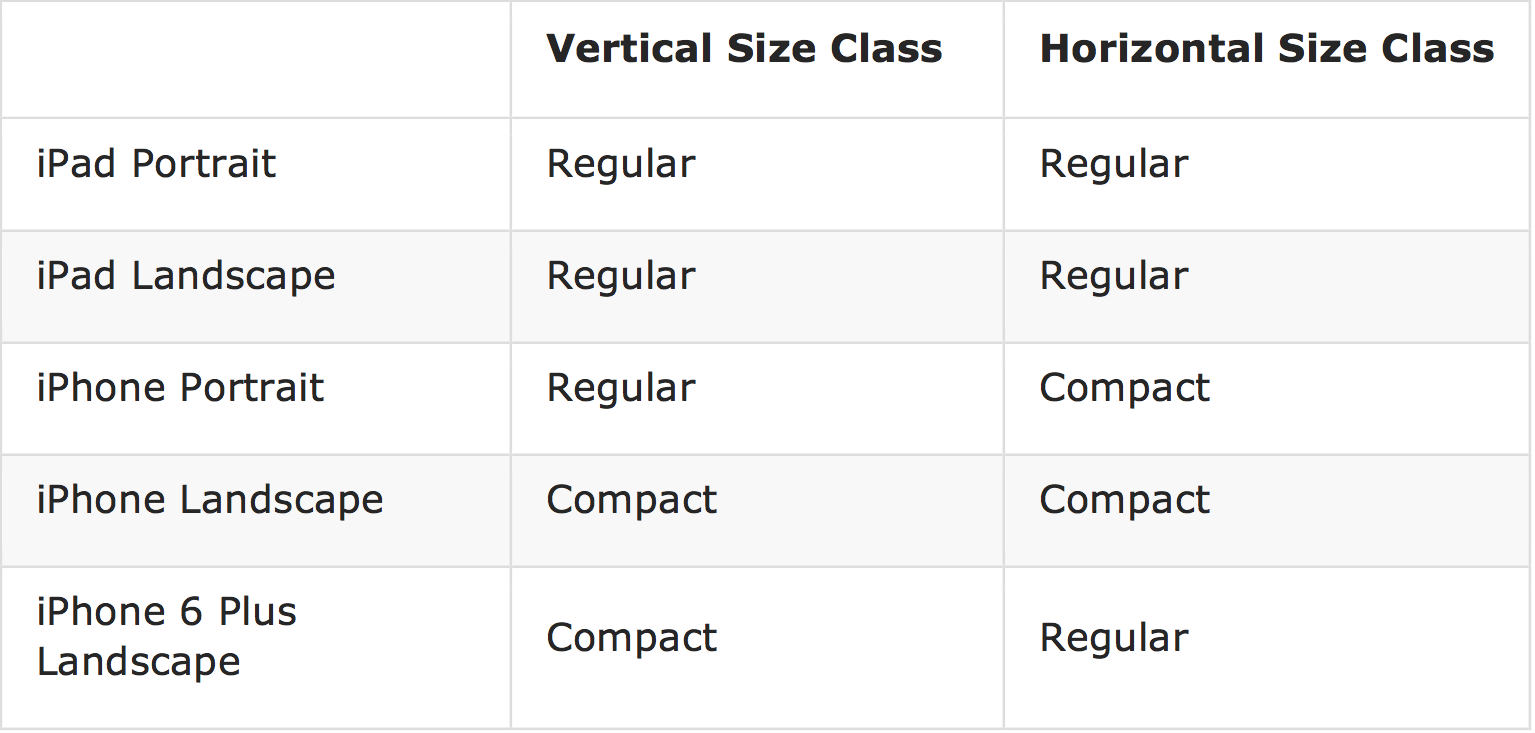 Vertical Size Class Horizontal Size Class
iPad Portrait Regular Regular
iPad Landscape Regular Regular
iPhone Portrait Regular Compact
iPhone Landscape Compact Compact
iPhone 6 Plus
Landscape Compact Regular